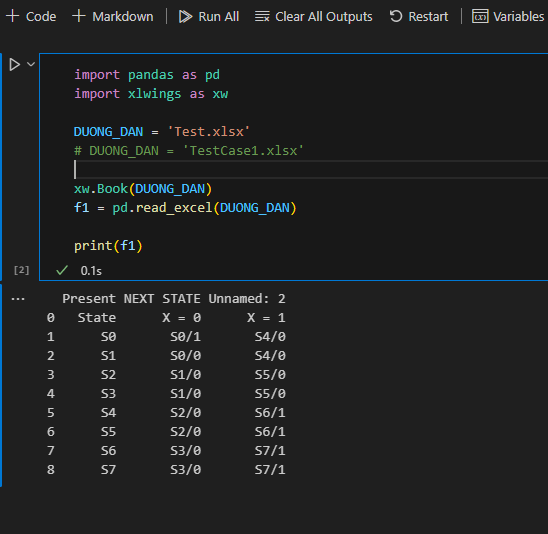 + Code + Markdown Run All Clear All Outputs Restart Variables
import pandas as pd
import xlwings as xw
DUONG_DAN = 'Test.xlsx'
# DUONG_DAN = 'TestCase1.xlsx'
xw.Book(DUONG_DAN)
f1 = pd.read_excel(DUONG_DAN)
print(f1)
[2] ✓ 0.1s
... Present NEXT STATE Unnamed: 2
0 State X = 0 X = 1
1 S0 S0/1 S4/0
2 S1 S0/0 S4/0
3 S2 S1/0 S5/0
4 S3 S1/0 S5/0
5 S4 S2/0 S6/1
6 S5 S2/0 S6/1
7 S6 S3/0 S7/1
8 S7 S3/0 S7/1